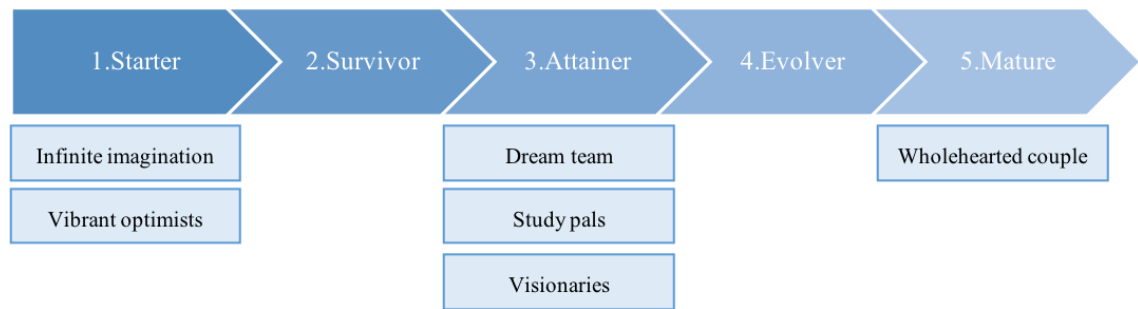 1.Starter
2.Survivor
3.Attainer
4.Evolver
5.Mature
Infinite imagination
Dream team
Wholehearted couple
Vibrant optimists
Study pals
Visionaries